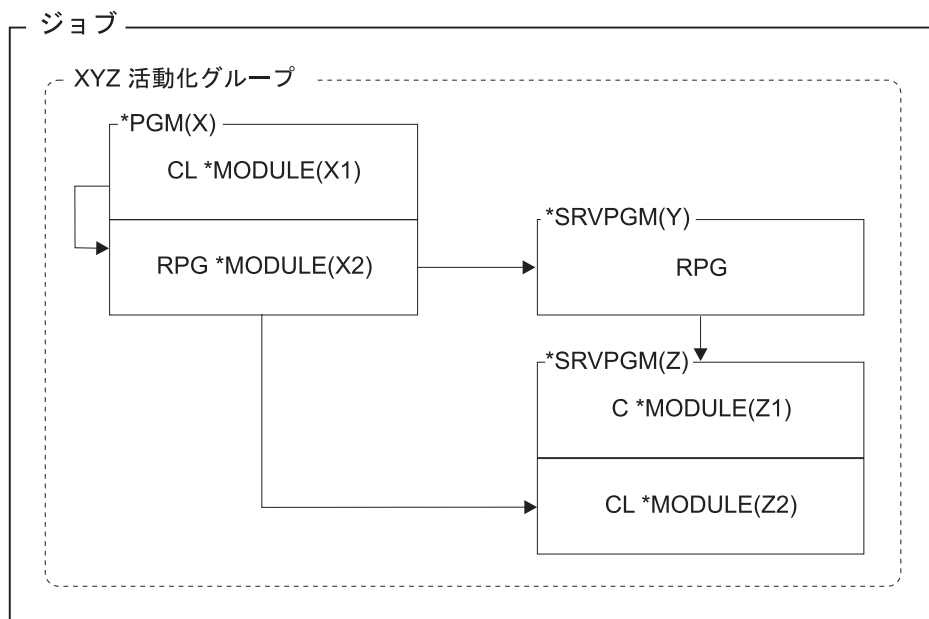 ジョブ
XYZ 活動化グループ
*PGM(X)
CL *MODULE(X1)
RPG *MODULE(X2)
*SRVPGM(Y)
RPG
*SRVPGM(Z)
C *MODULE(Z1)
CL *MODULE(Z2)